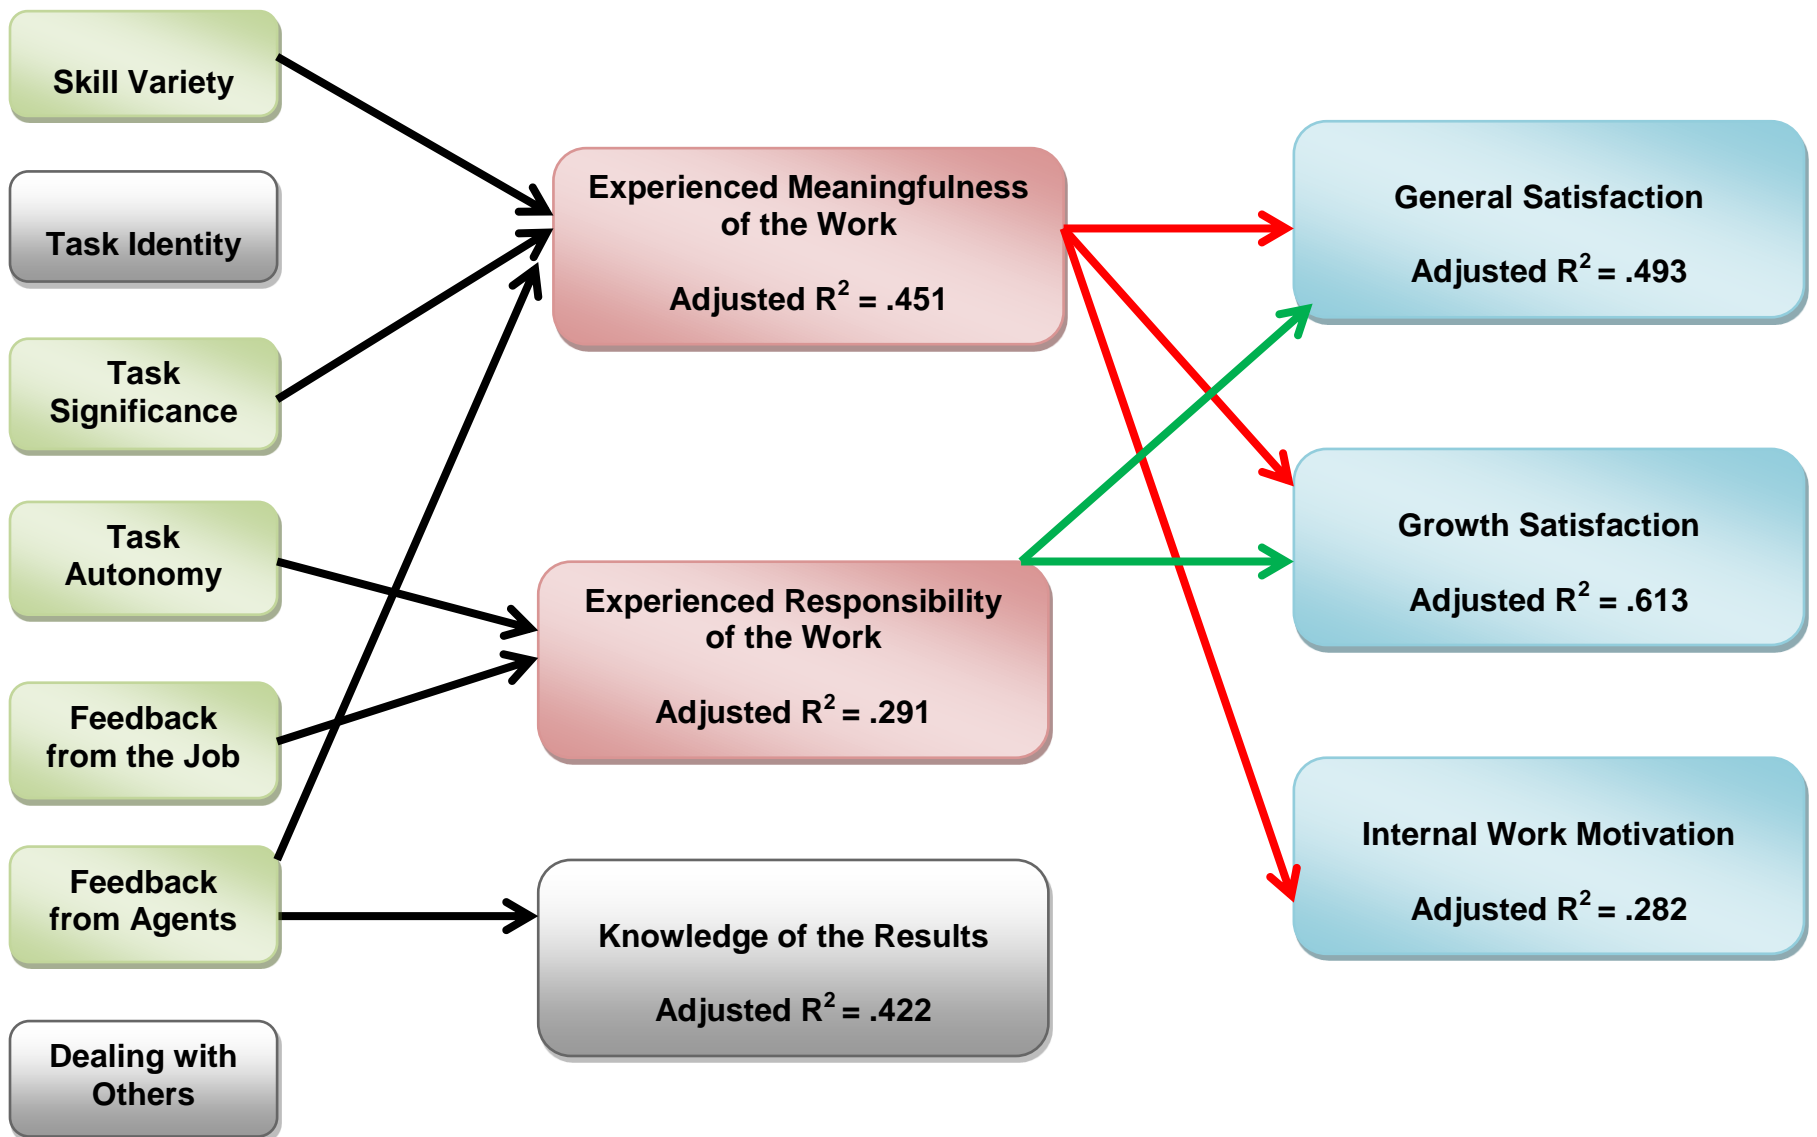 Skill Variety
Task Identity
Task
Significance
Task
Autonomy
Feedback
from the Job
Feedback
from Agents
Dealing with
Others
Experienced Meaningfulness
of the Work
Adjusted R² = .451
Experienced Responsibility
of the Work
Adjusted R² = .291
Knowledge of the Results
Adjusted R² = .422
General Satisfaction
Adjusted R² = .493
Growth Satisfaction
Adjusted R² = .613
Internal Work Motivation
Adjusted R² = .282